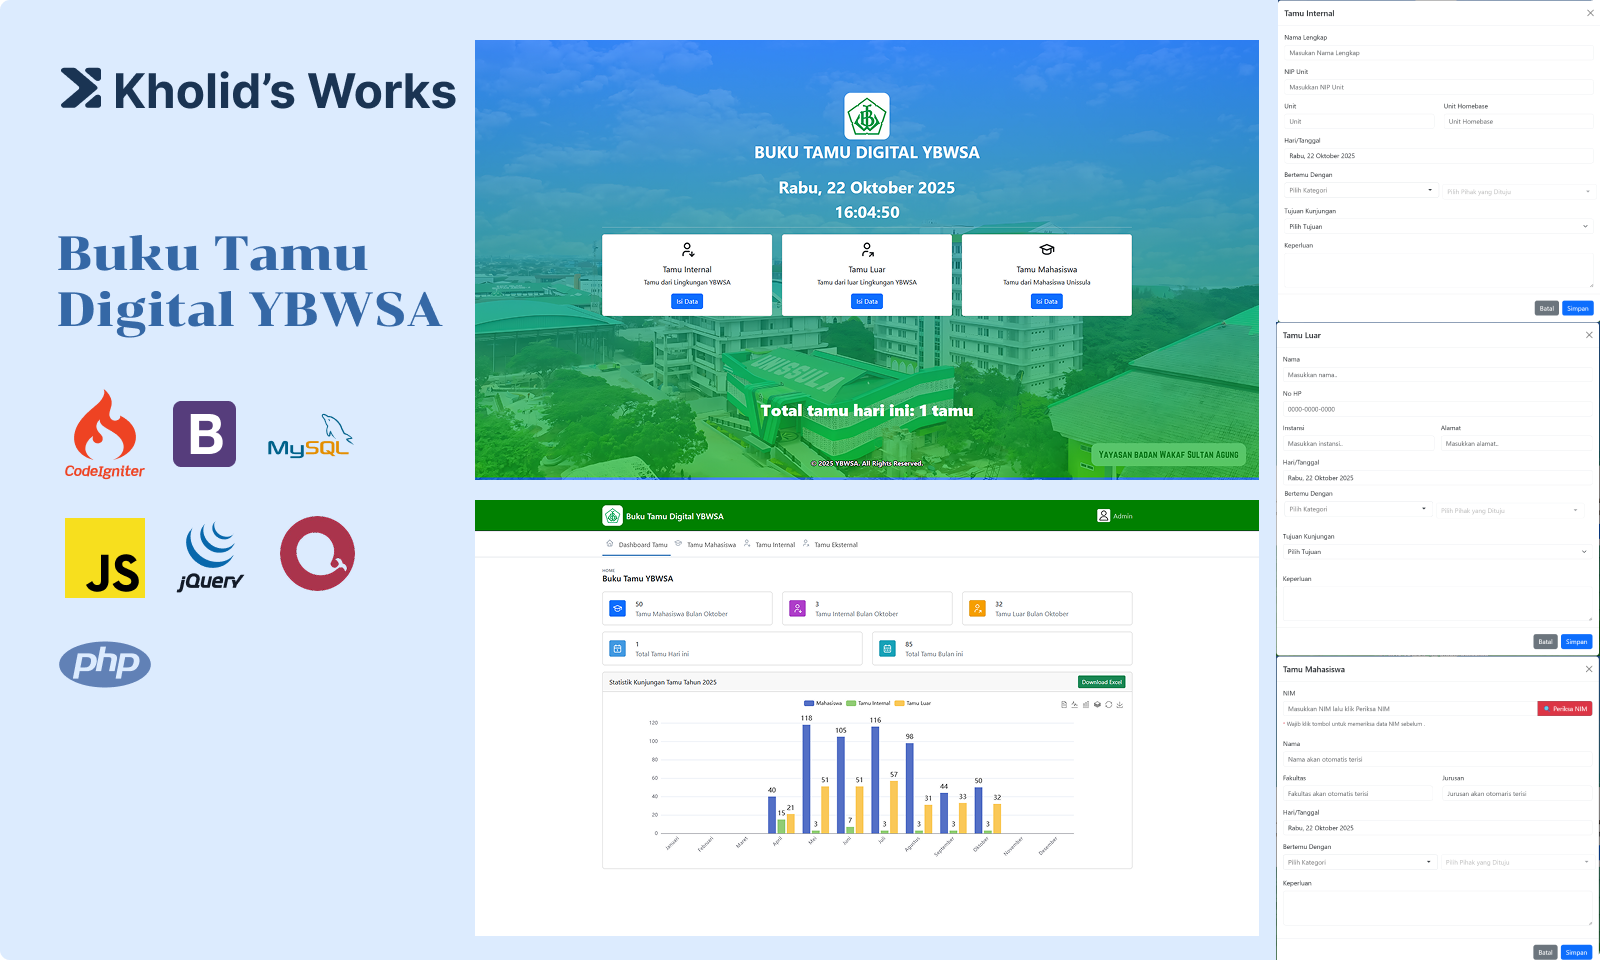 Kholid's Works
Buku Tamu
Digital YBWSA
CodeIgniter
B
MySQL
JS
jQuery
php
BUKU TAMU DIGITAL YBWSA
Rabu, 22 Oktober 2025
16:04:50
Tamu Internal
Tamu dari Lingkungan YBWSA
Isi Data
Tamu Luar
Tamu dari luar Lingkungan YBWSA
Isi Data
Tamu Mahasiswa
Tamu dari Mahasiswa Unissula
Isi Data
UNISSULA
Total tamu hari ini: 1 tamu
YAYASAN BADAN WAKAF SULTAN AGUNG
© 2025 YBWSA. All Rights Reserved.
Buku Tamu Digital YBWSA
Admin
Dashboard Tamu Tamu Mahasiswa Tamu Internal Tamu Eksternal
HOME
Buku Tamu YBWSA
50
Tamu Mahasiswa Bulan Oktober
3
Tamu Internal Bulan Oktober
32
Tamu Luar Bulan Oktober
1
Total Tamu Hari ini
85
Total Tamu Bulan ini
Statistik Kunjungan Tamu Tahun 2025
Download Excel
Mahasiswa Tamu Internal Tamu Luar
120
100
80
60
40
20
0
40 15 21
118 3 51
105 7 51
116 3 57
98 3 31
44 3 33
50 3 32
Januari Februari Maret April Mei Juni Juli Agustus September Oktober November Desember
Tamu Internal
Nama Lengkap
Masukan Nama Lengkap
NIP Unit
Masukkan NIP Unit
Unit Unit Homebase
Unit Unit Homebase
Hari/Tanggal
Rabu, 22 Oktober 2025
Bertemu Dengan
Pilih Kategori Pilih Pihak yang Dituju
Tujuan Kunjungan
Pilih Tujuan
Keperluan
Batal Simpan
Tamu Luar
Nama
Masukkan nama..
No HP
0000-0000-0000
Instansi Alamat
Masukkan instansi.. Masukkan alamat..
Hari/Tanggal
Rabu, 22 Oktober 2025
Bertemu Dengan
Pilih Kategori Pilih Pihak yang Dituju
Tujuan Kunjungan
Pilih Tujuan
Keperluan
Batal Simpan
Tamu Mahasiswa
NIM
Masukkan NIM lalu klik Periksa NIM Periksa NIM
* Wajib klik tombol untuk memeriksa data NIM sebelum .
Nama
Nama akan otomatis terisi
Fakultas Jurusan
Fakultas akan otomatis terisi Jurusan akan otomaris terisi
Hari/Tanggal
Rabu, 22 Oktober 2025
Bertemu Dengan
Pilih Kategori Pilih Pihak yang Dituju
Keperluan
Batal Simpan